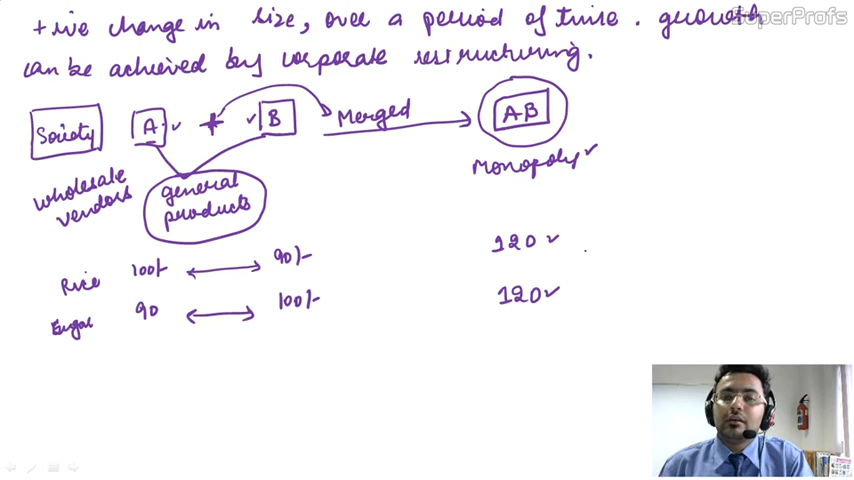 SuperProfs
+ive change in size, over a period of time. growth
can be achieved by corporate restructuring.
Society A + B Merged AB
Monopoly
wholesale
vendors
general
products
Rice 100/- 90/- 120
Sugar 90 100/- 120